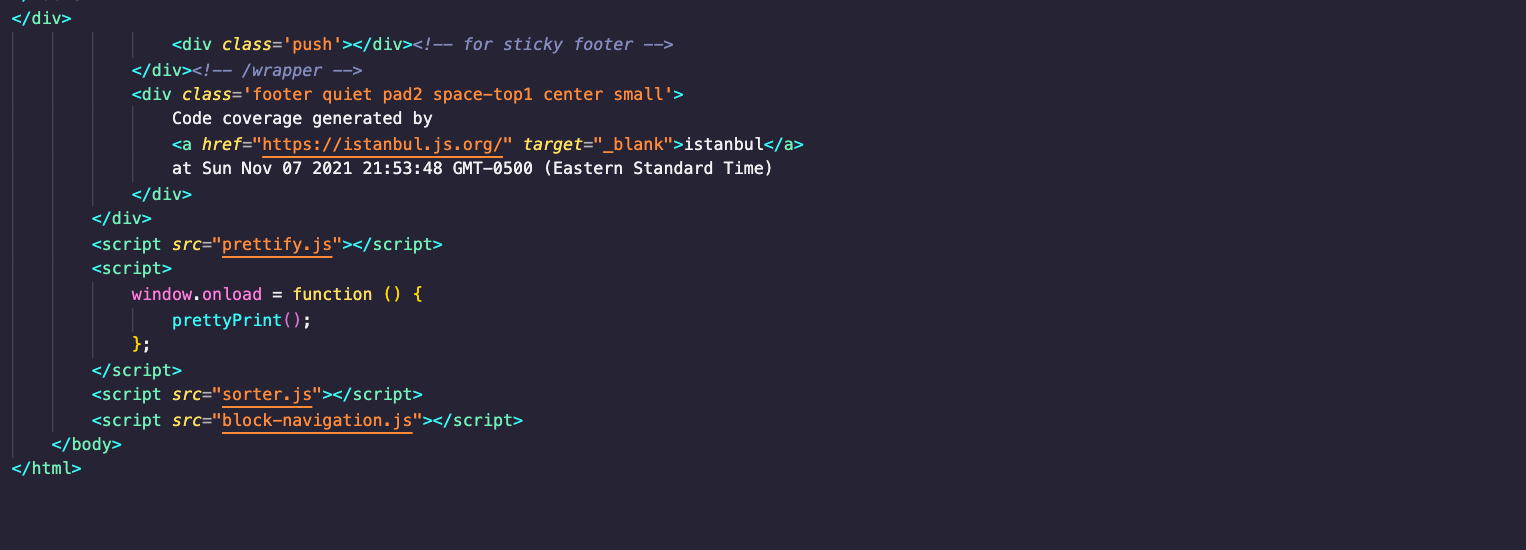 </div>
<div class='push'></div><!-- for sticky footer -->
</div><!-- /wrapper -->
<div class='footer quiet pad2 space-top1 center small'>
Code coverage generated by
<a href="https://istanbul.js.org/" target="_blank">istanbul</a>
at Sun Nov 07 2021 21:53:48 GMT-0500 (Eastern Standard Time)
</div>
</div>
<script src="prettify.js"></script>
<script>
window.onload = function () {
prettyPrint();
};
</script>
<script src="sorter.js"></script>
<script src="block-navigation.js"></script>
</body>
</html>